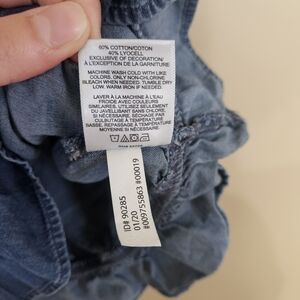 60% COTTON/COTON
40% LYOCELL
EXCLUSIVE OF DECORATION/
À L'EXCEPTION DE LA GARNITURE
MACHINE WASH COLD WITH LIKE
COLORS. ONLY NON-CHLORINE
BLEACH WHEN NEEDED. TUMBLE DRY
LOW. WARM IRON IF NEEDED.
LAVER À LA MACHINE À L'EAU
FROIDE AVEC COULEURS
SIMILAIRES. UTILISEZ SEULEMENT
DU JAVELLISANT SANS CHLORE
SI NÉCESSAIRE. SÉCHAGE PAR
CULBUTAGE À TEMPÉRATURE
BASSE. REPASSAGE À TEMPÉRATURE
MOYENNE SI NÉCESSAIRE.
ID# 90285
01/20
#009755863 #00019